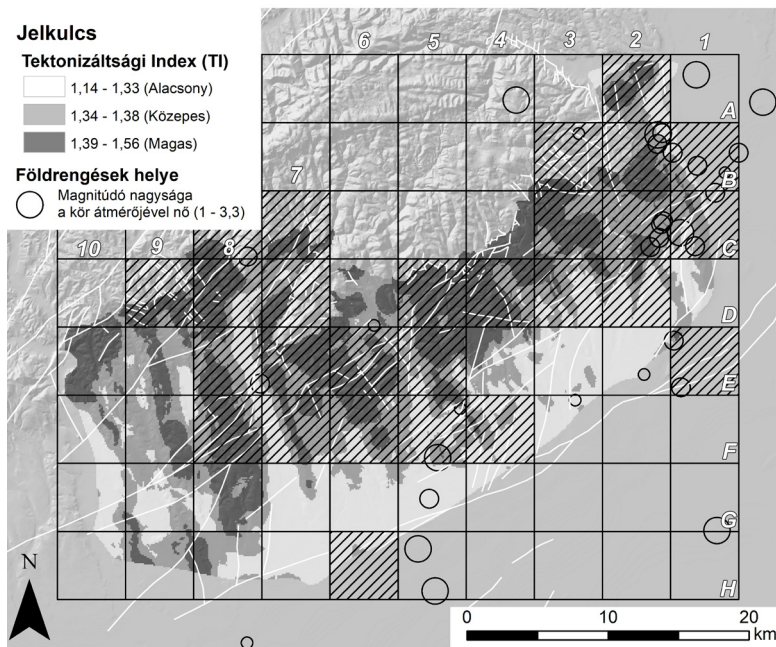 Jelkulcs
Tektonizáltsági Index (TI)
1,14 - 1,33 (Alacsony)
1,34 - 1,38 (Közepes)
1,39 - 1,56 (Magas)
Földrengések helye
Magnitúdó nagysága
a kör átmérőjével nő (1 - 3,3)
6 5 4 3 2 1
7
10 9 8
A
B
C
D
E
F
G
H
N
0 10 20
km